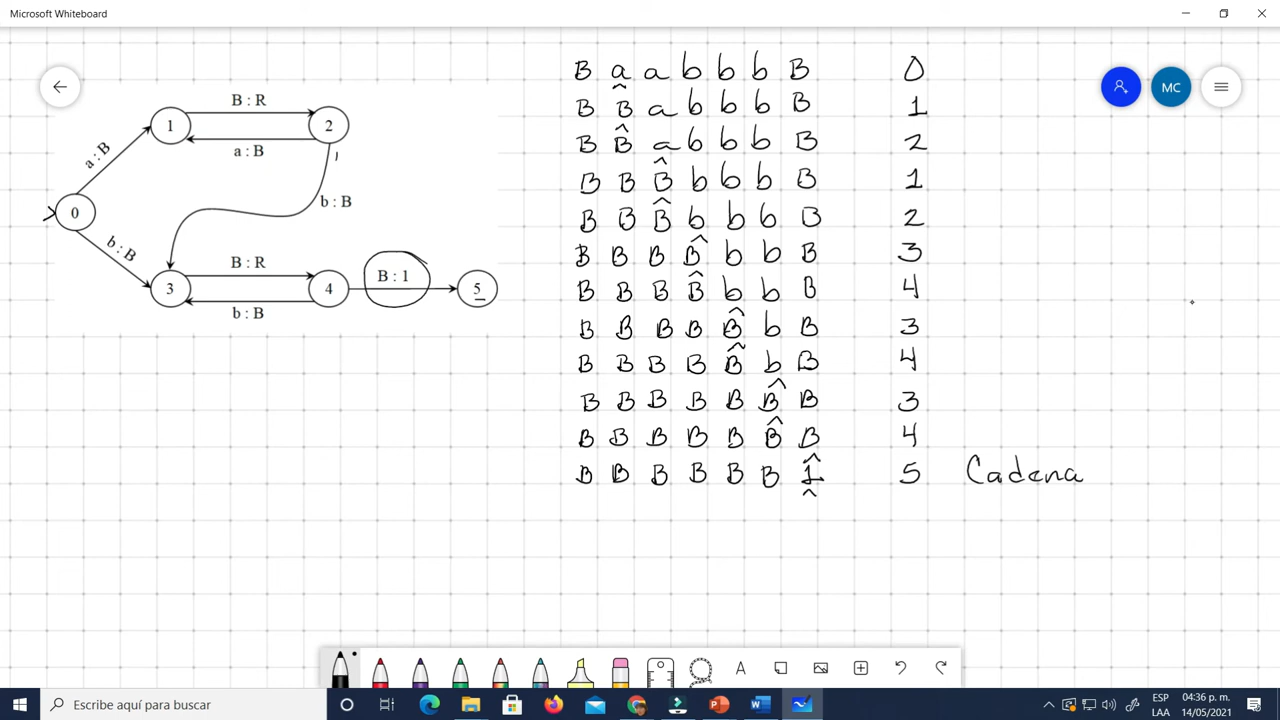 Microsoft Whiteboard
MC
B : R
a : B
a : B
b : B
b : B
B : R
b : B
B : 1
0
1
2
3
4
5
B a a b b b B 0
B B̂ a b b b B 1
B B̂ a b b b B 2
B B B̂ b b b B 1
B B B̂ b b b B 2
B B B B̂ b b B 3
B B B B̂ b b B 4
B B B B B̂ b B 3
B B B B B̂ b B 4
B B B B B B̂ B 3
B B B B B B̂ B 4
B B B B B B 1̂ 5 Cadena
Escribe aquí para buscar
ESP
LAA
04:36 p. m.
14/05/2021